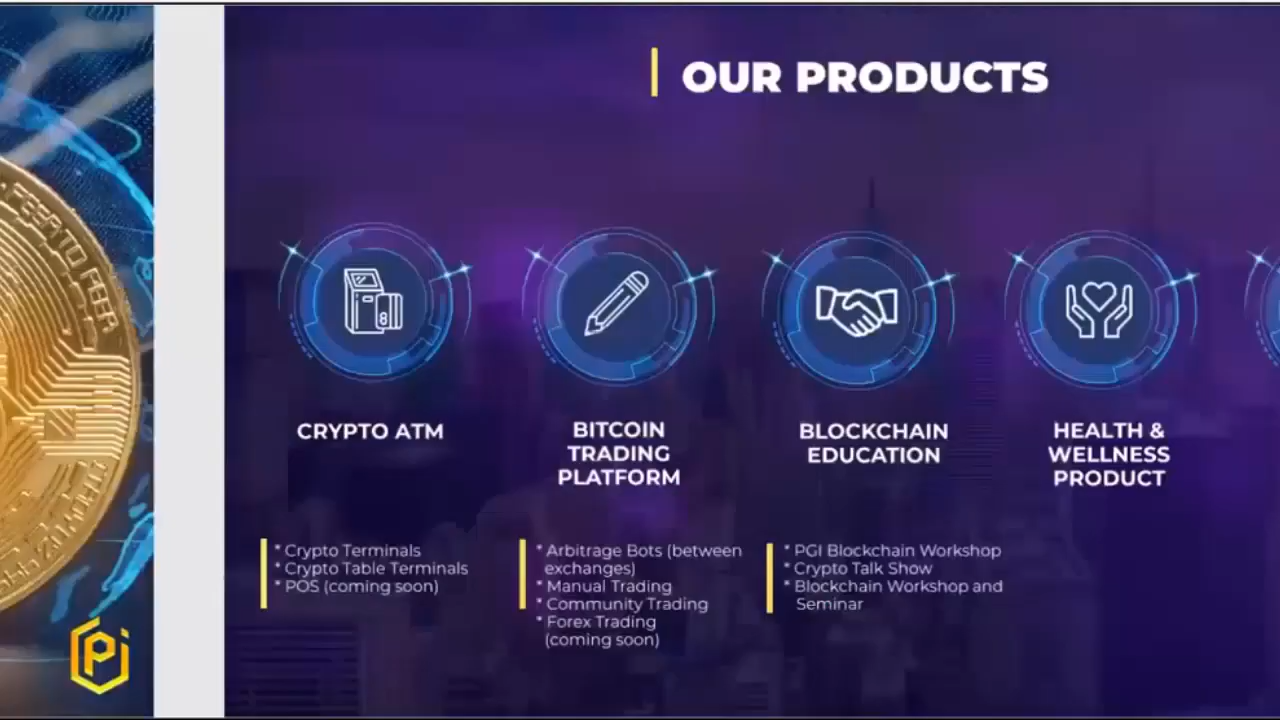 OUR PRODUCTS
CRYPTO ATM
BITCOIN
TRADING
PLATFORM
BLOCKCHAIN
EDUCATION
HEALTH &
WELLNESS
PRODUCT
* Crypto Terminals
* Crypto Table Terminals
* POS (coming soon)
* Arbitrage Bots (between
exchanges)
* Manual Trading
* Community Trading
* Forex Trading
(coming soon)
* PGI Blockchain Workshop
* Crypto Talk Show
* Blockchain Workshop and
Seminar